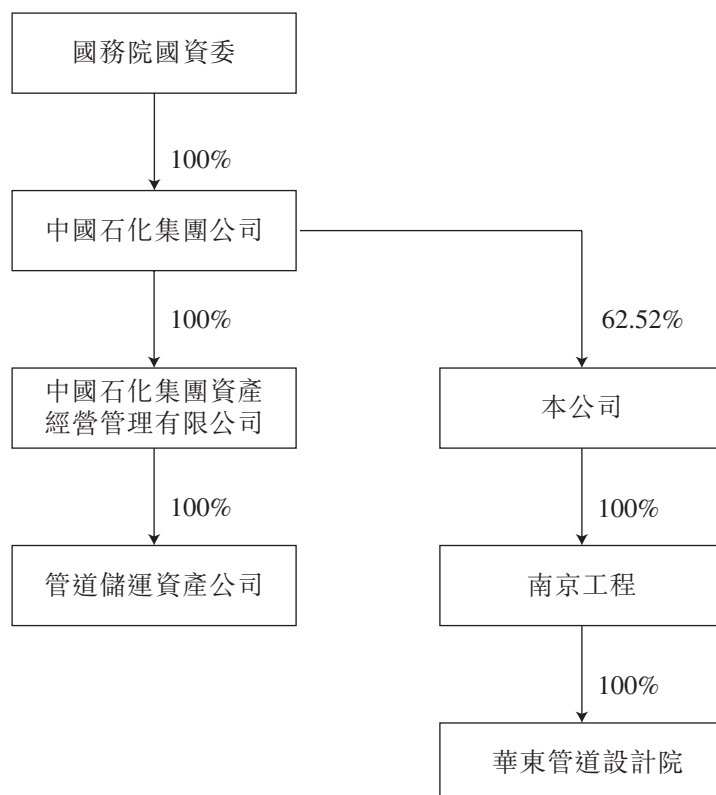 國務院國資委
100%
中國石化集團公司
100%
62.52%
中國石化集團資產
經營管理有限公司
本公司
100%
100%
管道儲運資產公司
南京工程
100%
華東管道設計院